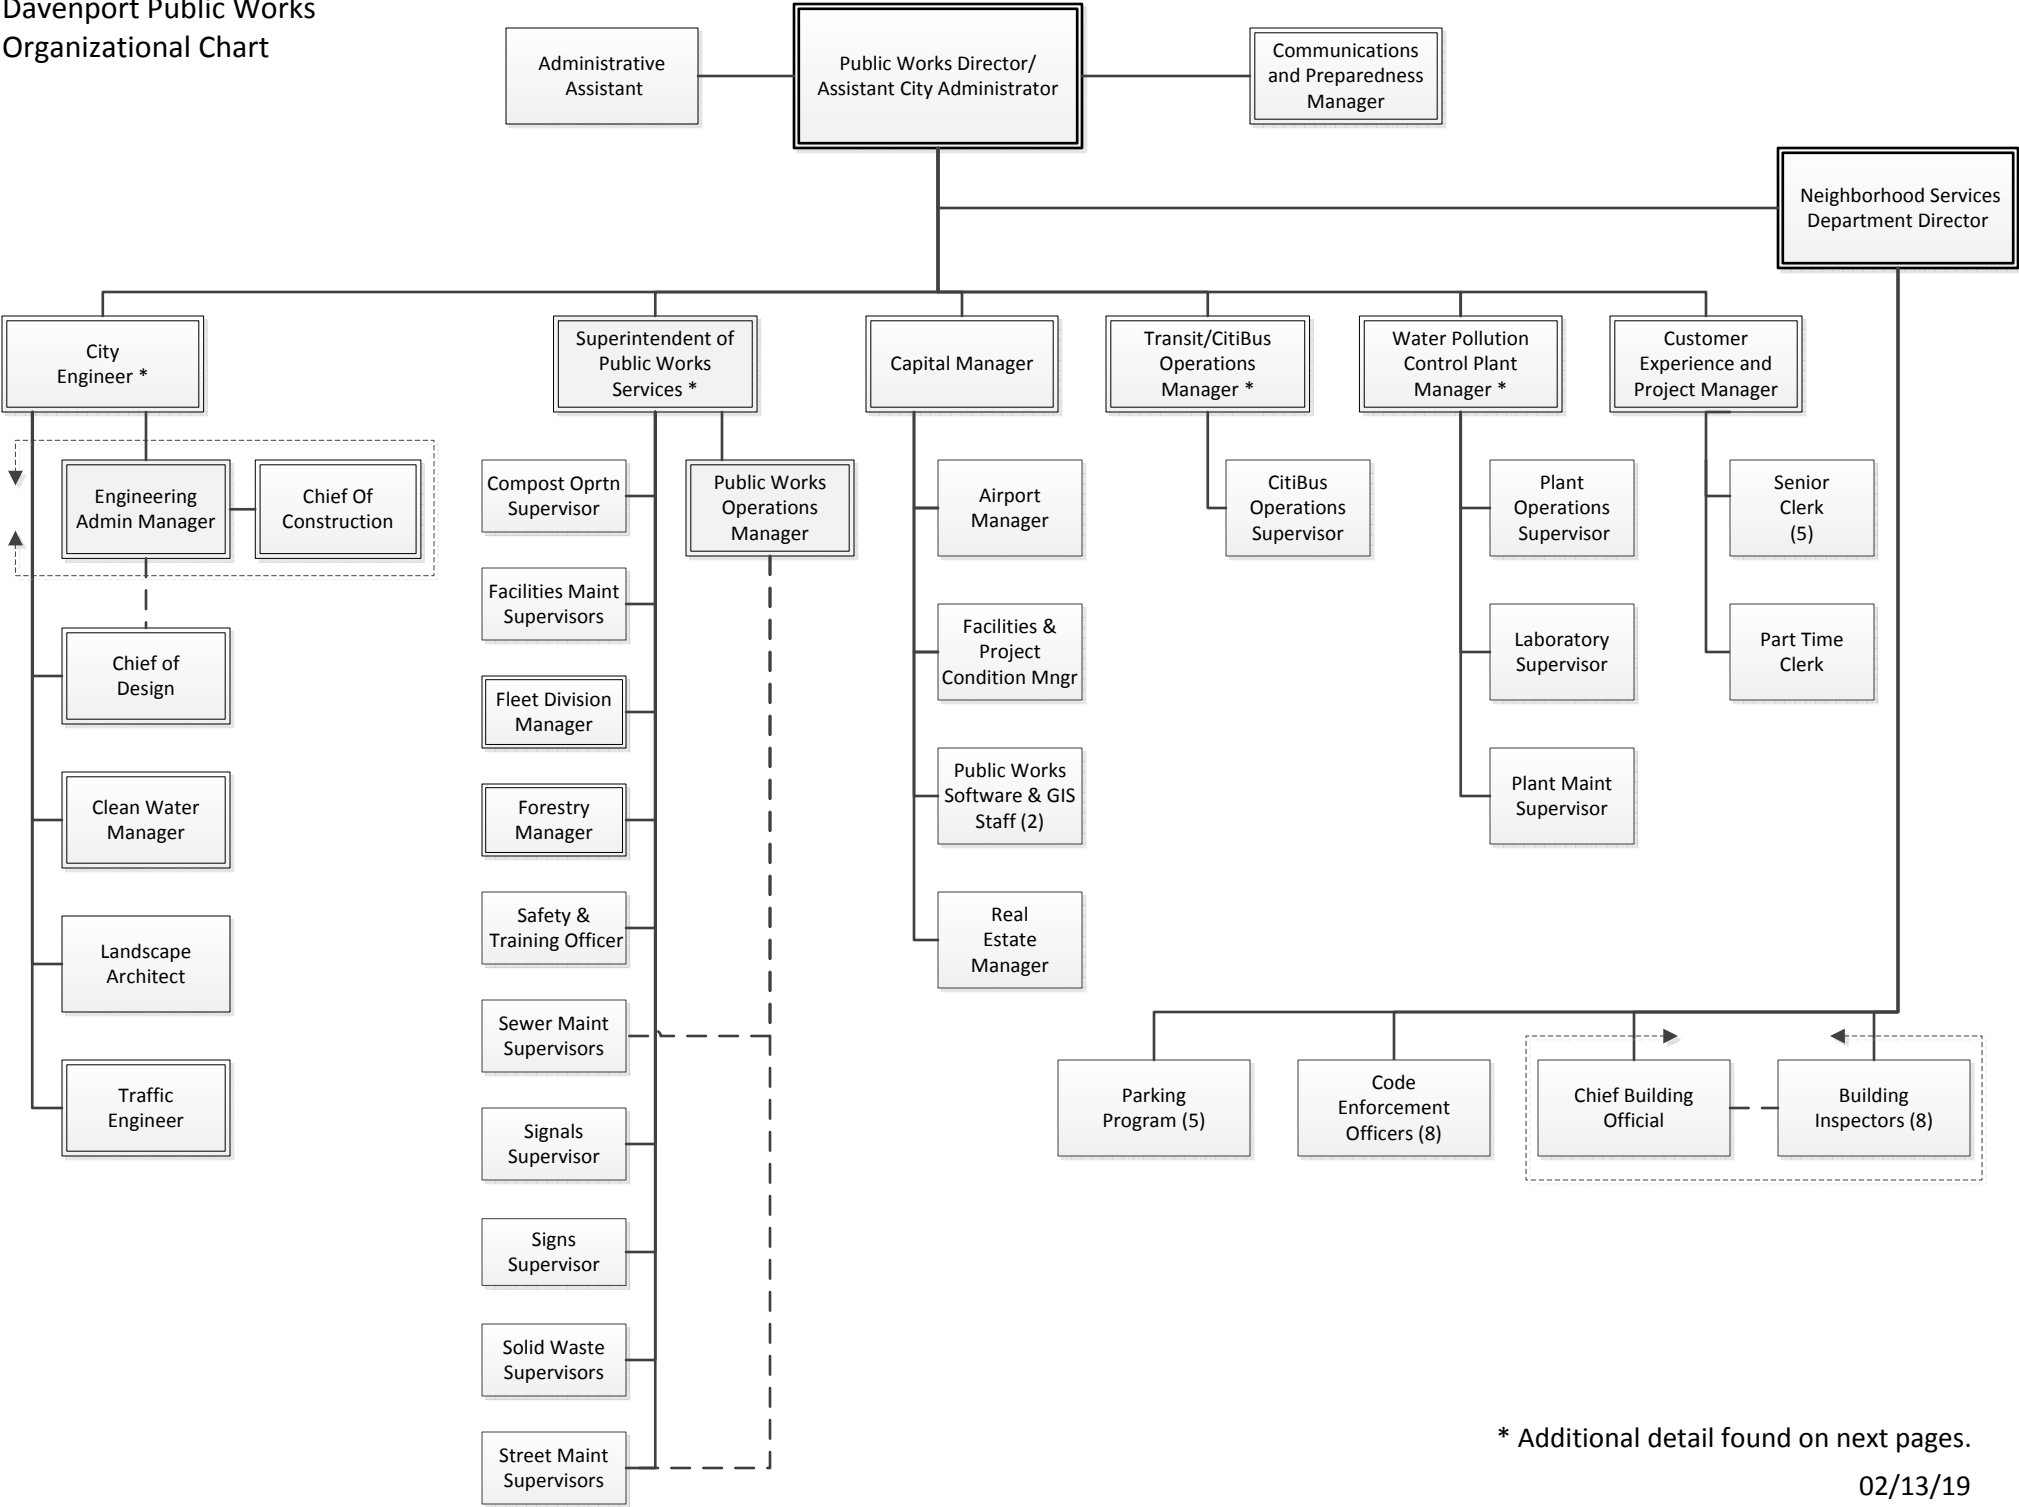 Davenport Public Works
Organizational Chart
Administrative
Assistant
Public Works Director/
Assistant City Administrator
Communications
and Preparedness
Manager
Neighborhood Services
Department Director
City
Engineer *
Superintendent of
Public Works
Services *
Capital Manager
Transit/CitiBus
Operations
Manager *
Water Pollution
Control Plant
Manager *
Customer
Experience and
Project Manager
Engineering
Admin Manager
Chief Of
Construction
Chief of
Design
Clean Water
Manager
Landscape
Architect
Traffic
Engineer
Compost Oprtn
Supervisor
Public Works
Operations
Manager
Facilities Maint
Supervisors
Fleet Division
Manager
Forestry
Manager
Safety &
Training Officer
Sewer Maint
Supervisors
Signals
Supervisor
Signs
Supervisor
Solid Waste
Supervisors
Street Maint
Supervisors
Airport
Manager
Facilities &
Project
Condition Mngr
Public Works
Software & GIS
Staff (2)
Real
Estate
Manager
CitiBus
Operations
Supervisor
Plant
Operations
Supervisor
Laboratory
Supervisor
Plant Maint
Supervisor
Senior
Clerk
(5)
Part Time
Clerk
Parking
Program (5)
Code
Enforcement
Officers (8)
Chief Building
Official
Building
Inspectors (8)
* Additional detail found on next pages.
02/13/19